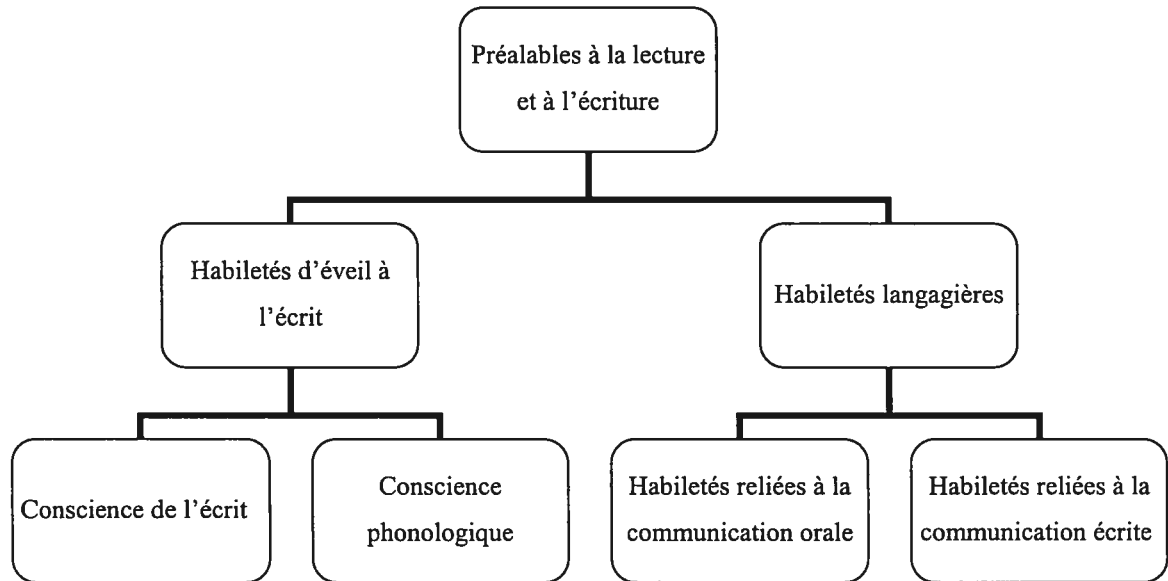 Préalables à la lecture
et à l'écriture
Habiletés d'éveil à
l'écrit
Habiletés langagières
Conscience de l'écrit
Conscience
phonologique
Habiletés reliées à la
communication orale
Habiletés reliées à la
communication écrite